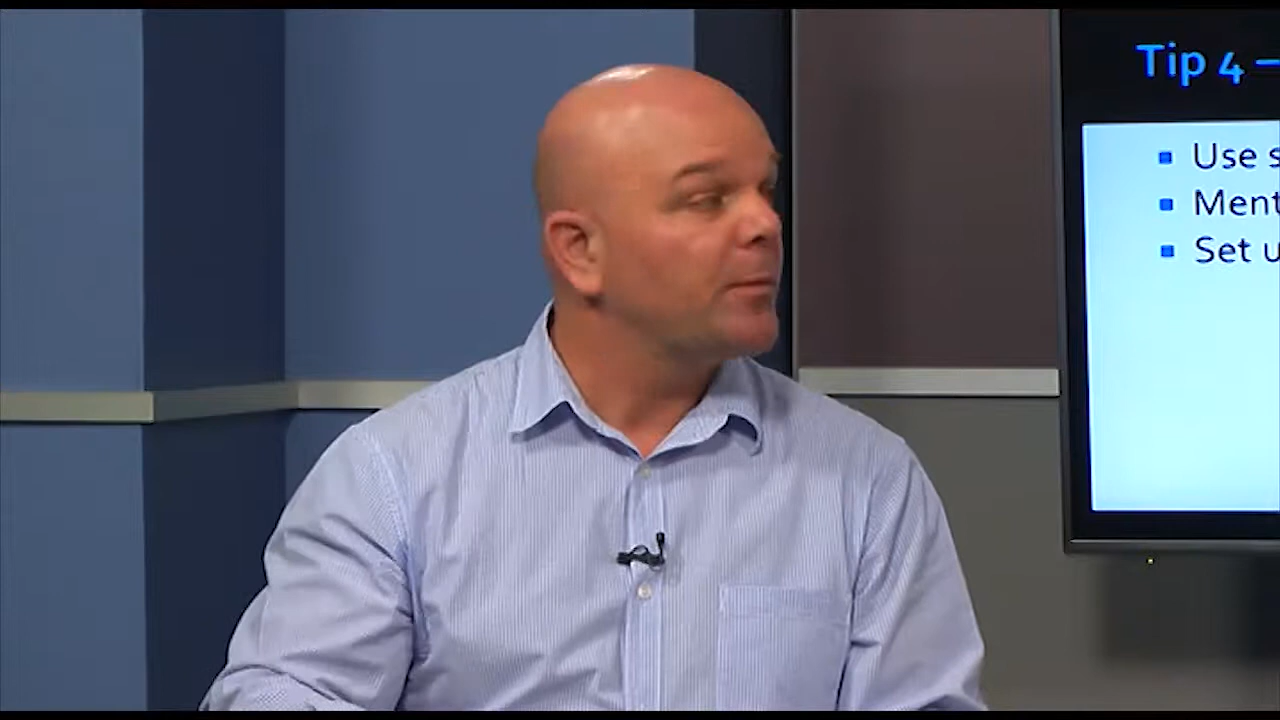 Tip 4 –
Use s
Ment
Set u